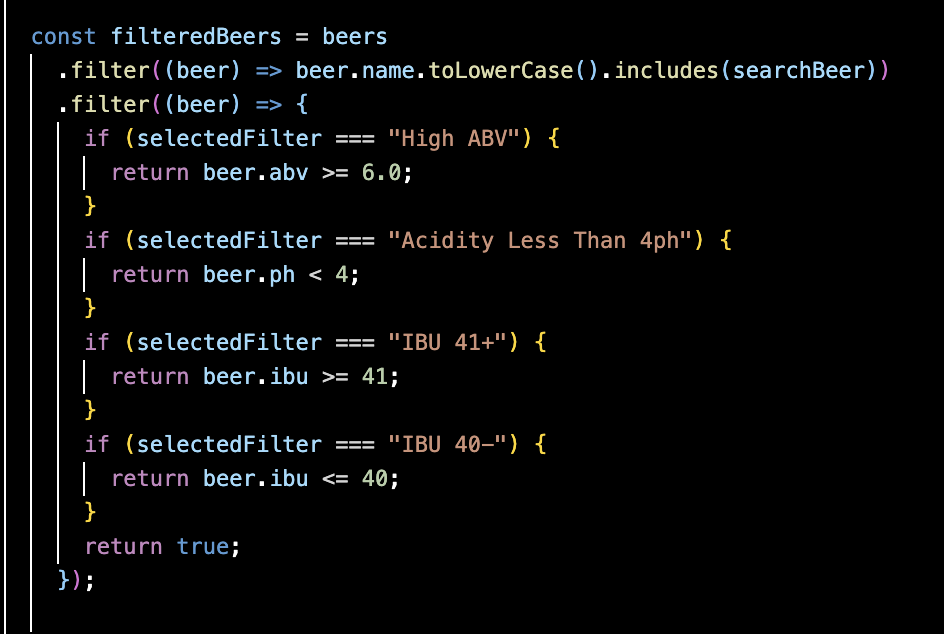 const filteredBeers = beers
.filter((beer) => beer.name.toLowerCase().includes(searchBeer))
.filter((beer) => {
if (selectedFilter === "High ABV") {
return beer.abv >= 6.0;
}
if (selectedFilter === "Acidity Less Than 4ph") {
return beer.ph < 4;
}
if (selectedFilter === "IBU 41+") {
return beer.ibu >= 41;
}
if (selectedFilter === "IBU 40-") {
return beer.ibu <= 40;
}
return true;
});